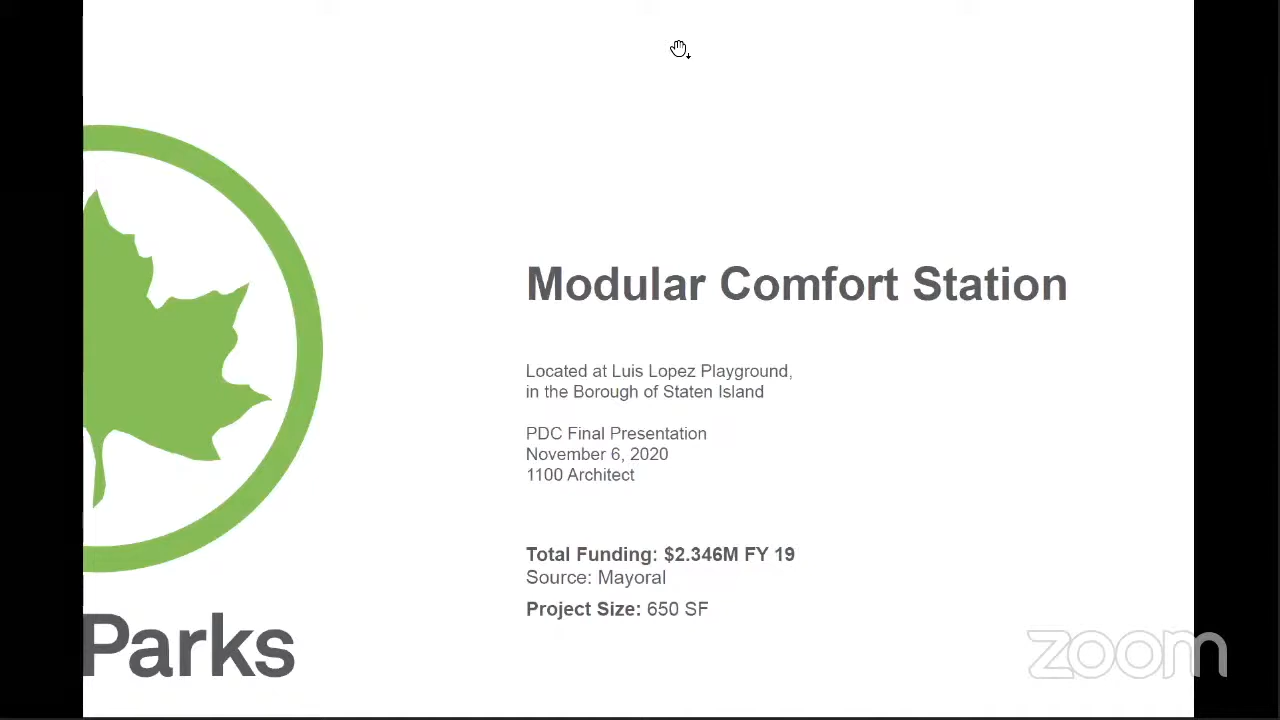 Modular Comfort Station
Located at Luis Lopez Playground,
in the Borough of Staten Island
PDC Final Presentation
November 6, 2020
1100 Architect
Total Funding: $2.346M FY 19
Source: Mayoral
Project Size: 650 SF
Parks
zoom